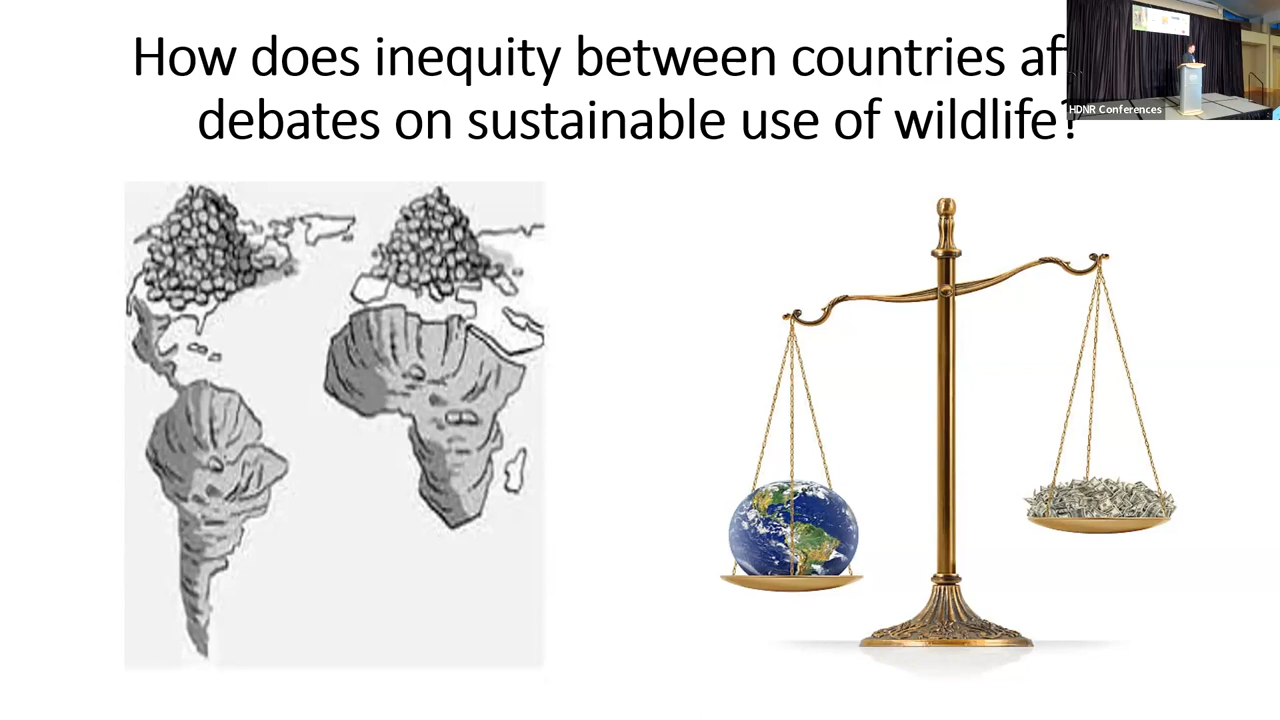 How does inequity between countries af
debates on sustainable use of wildlife?
HDNR Conferences